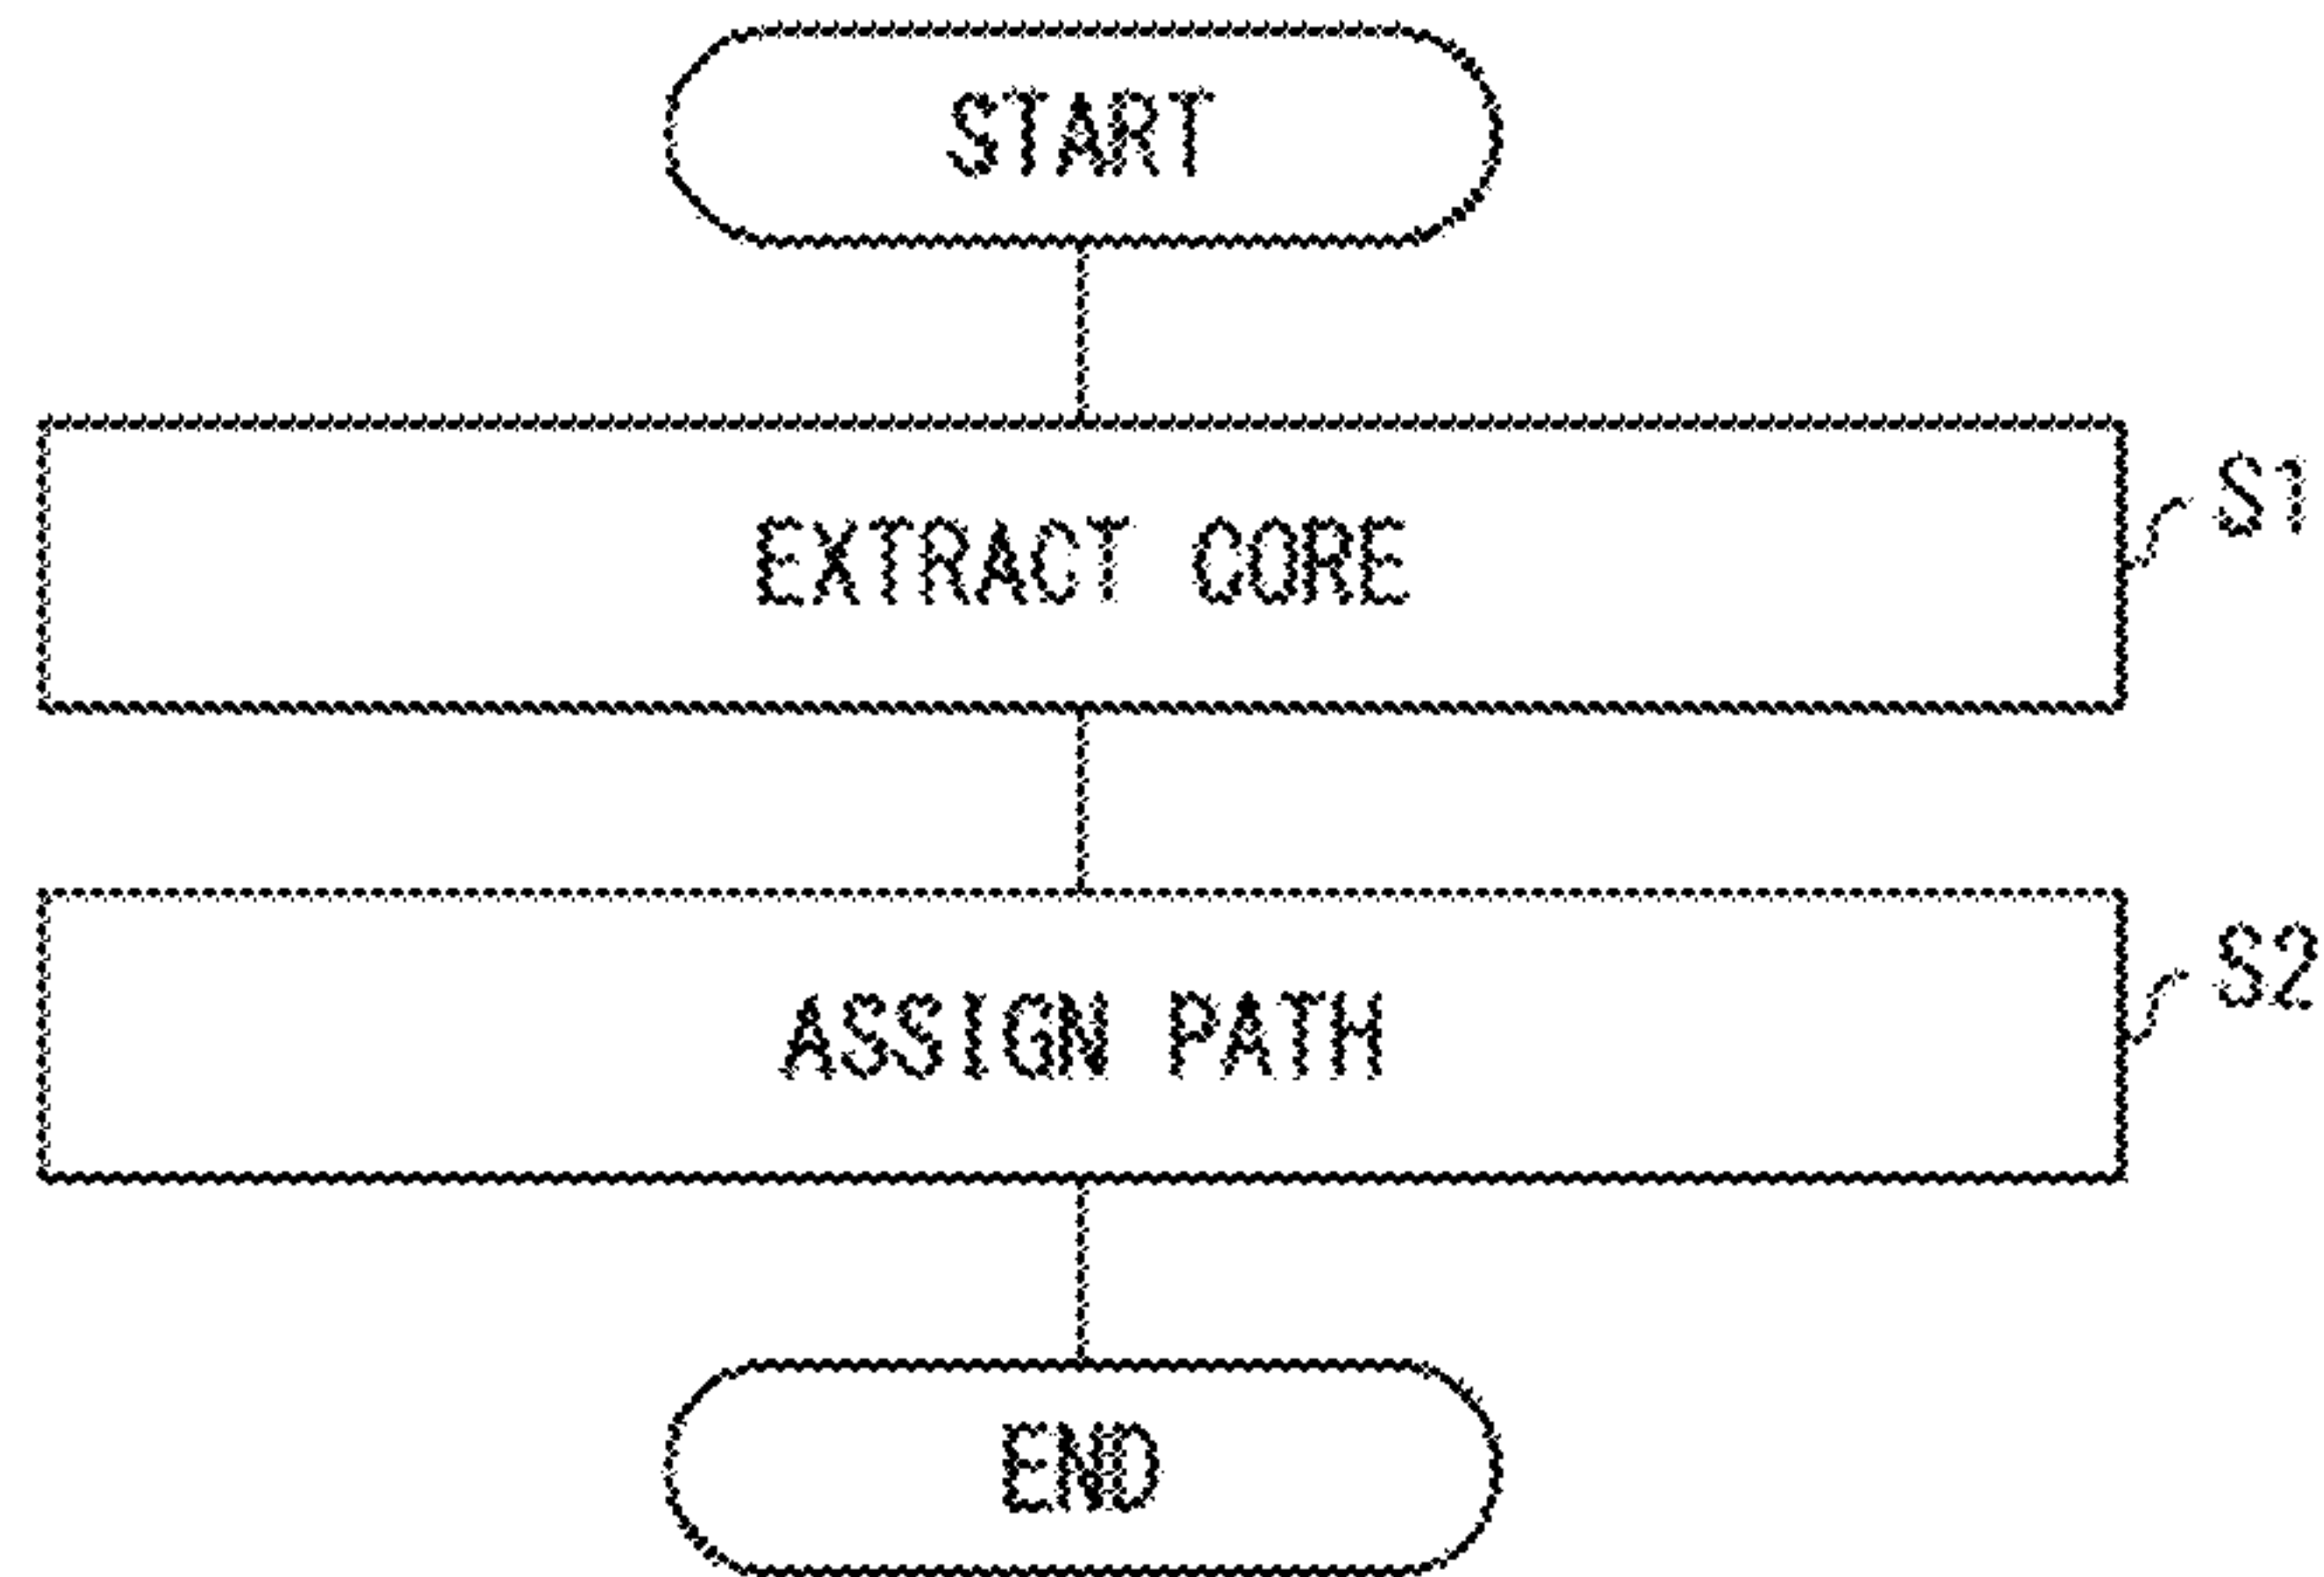 START
EXTRACT CORE
S1
ASSIGN PATH
S2
END